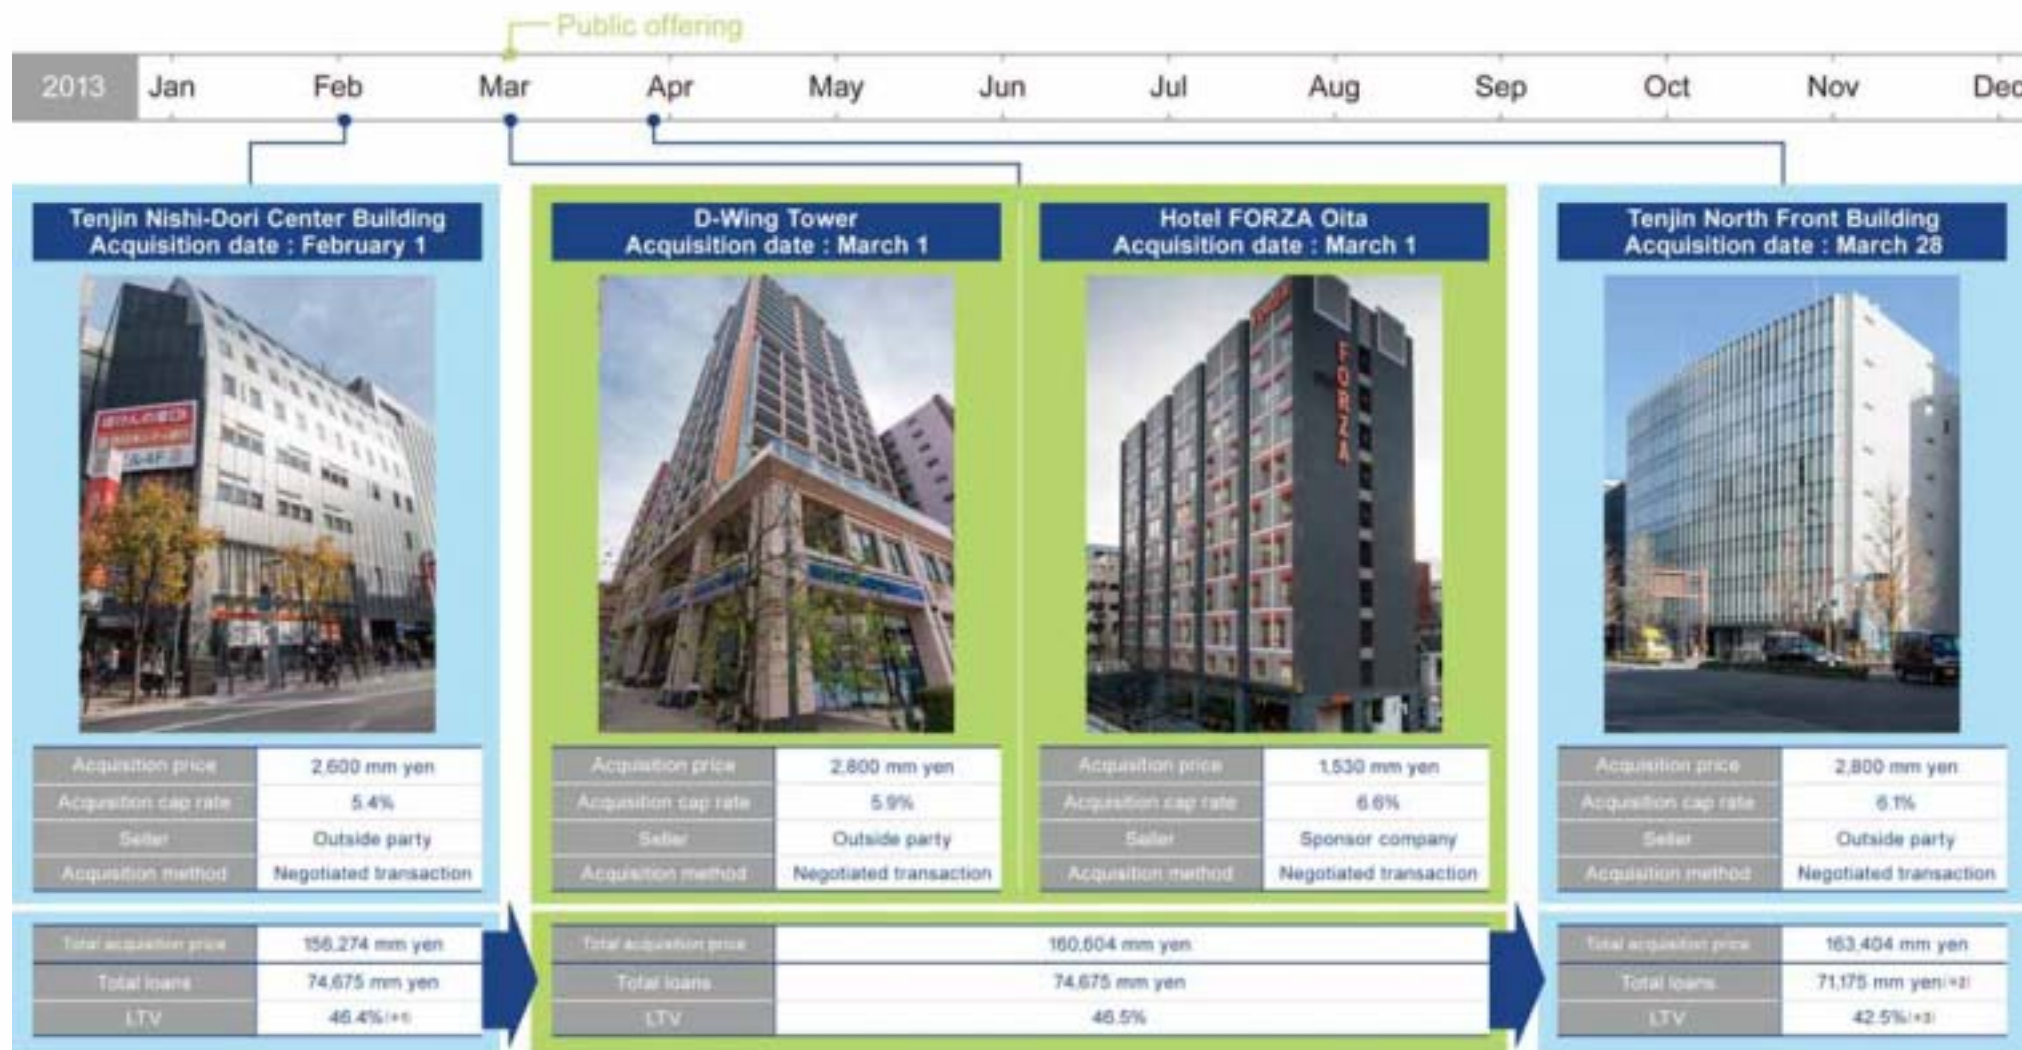 Public offering
2013 Jan Feb Mar Apr May Jun Jul Aug Sep Oct Nov Dec
Tenjin Nishi-Dori Center Building
Acquisition date : February 1
D-Wing Tower
Acquisition date : March 1
Hotel FORZA Oita
Acquisition date : March 1
Tenjin North Front Building
Acquisition date : March 28
FORZA
Acquisition price 2,600 mm yen
Acquisition cap rate 5.4%
Seller Outside party
Acquisition method Negotiated transaction
Acquisition price 2,800 mm yen
Acquisition cap rate 5.9%
Seller Outside party
Acquisition method Negotiated transaction
Acquisition price 1,530 mm yen
Acquisition cap rate 6.6%
Seller Sponsor company
Acquisition method Negotiated transaction
Acquisition price 2,800 mm yen
Acquisition cap rate 6.1%
Seller Outside party
Acquisition method Negotiated transaction
Total acquisition price 156,274 mm yen
Total loans 74,675 mm yen
LTV 46.4%
Total acquisition price 160,604 mm yen
Total loans 74,675 mm yen
LTV 46.5%
Total acquisition price 163,404 mm yen
Total loans 71,175 mm yen
LTV 42.5%